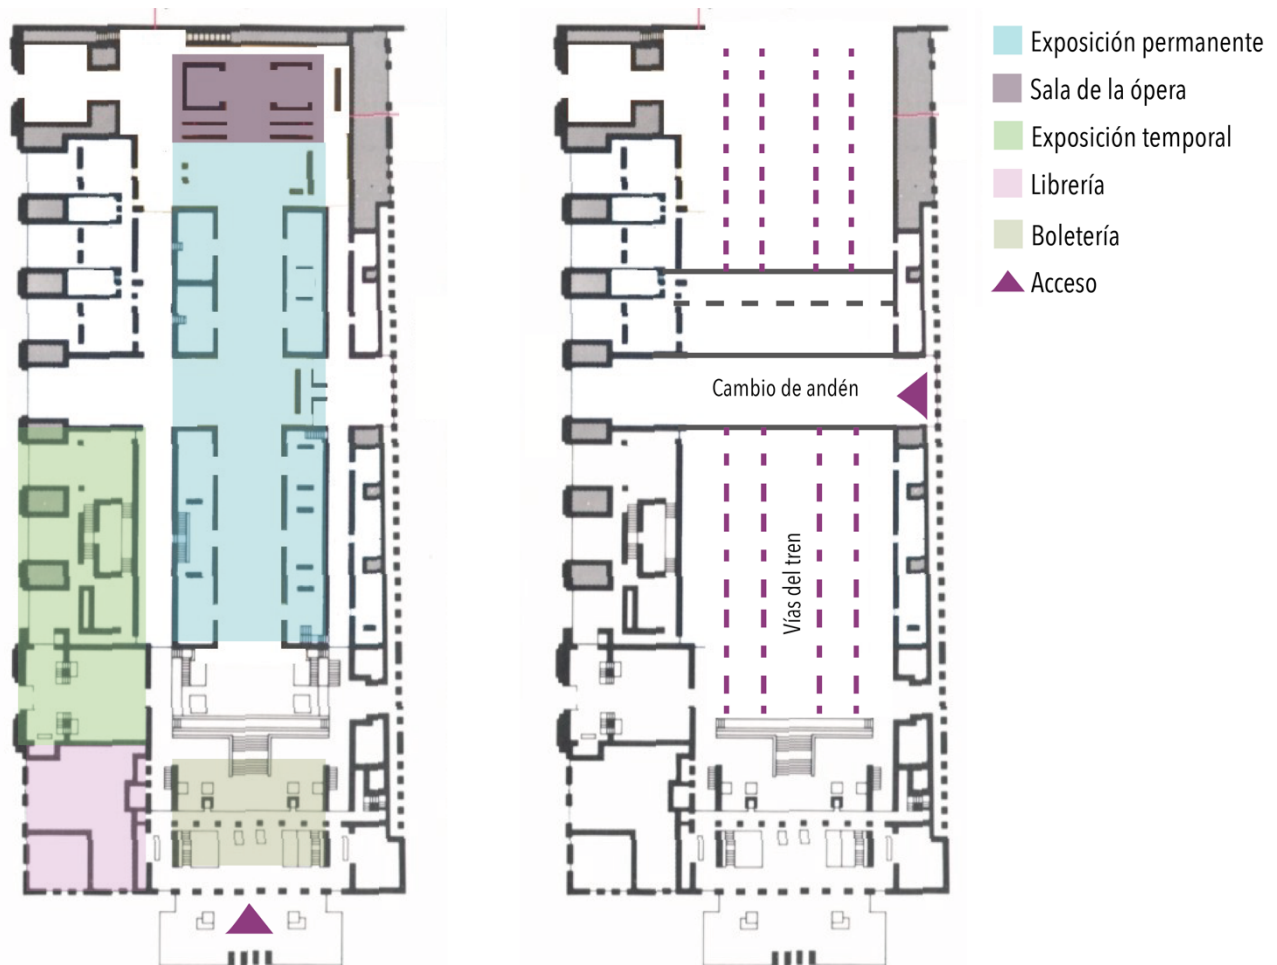 Exposición permanente
Sala de la ópera
Exposición temporal
Librería
Boletería
Acceso
Cambio de andén
Vías del tren